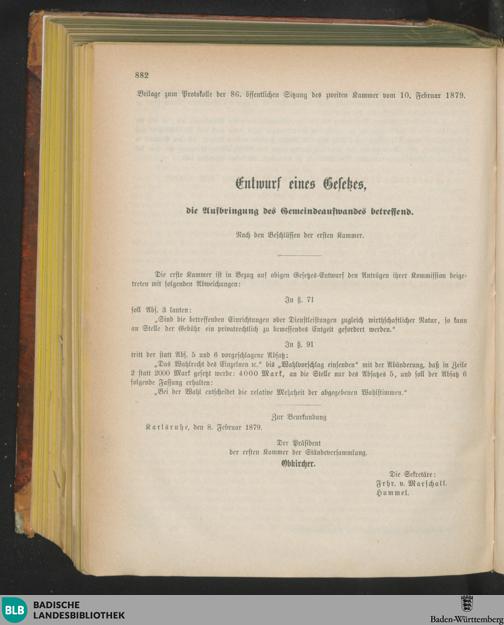 882
Beilage zum Protokolle der 86. öffentlichen Sitzung des zweiten Kammer vom 10. Februar 1879.
Entwurf eines Gesetzes,
die Aufbringung des Gemeindeaufwandes betreffend.
Nach den Beschlüssen der ersten Kammer.
Die erste Kammer ist in Bezug auf obigen Gesetzes-Entwurf den Anträgen ihrer Kommission beige-
treten mit folgenden Abweichungen:
In §. 71
soll Abs. 3 lauten:
„Sind die betreffenden Einrichtungen oder Dienstleistungen zugleich wirthschaftlicher Natur, so kann
an Stelle der Gebühr ein privatrechtlich zu bemessendes Entgelt gefordert werden."
In §. 91
tritt der statt Abs. 5 und 6 vorgeschlagene Absatz:
„Das Wahlrecht des Einzelnen ꝛc." bis „Wahlvorschlag einsenden" mit der Abänderung, daß in Zeile
2 statt 2000 Mark gesetzt werde: 4000 Mark, an die Stelle nur des Absatzes 5, und soll der Absatz 6
folgende Fassung erhalten:
„Bei der Wahl entscheidet die relative Mehrheit der abgegebenen Wahlstimmen."
Zur Beurkundung
Karlsruhe, den 8. Februar 1879.
Der Präsident
der ersten Kammer der Ständeversammlung.
Obkircher.
Die Sekretäre:
Frhr. v. Marschall.
Hummel.
BLB BADISCHE
LANDESBIBLIOTHEK
Baden-Württemberg